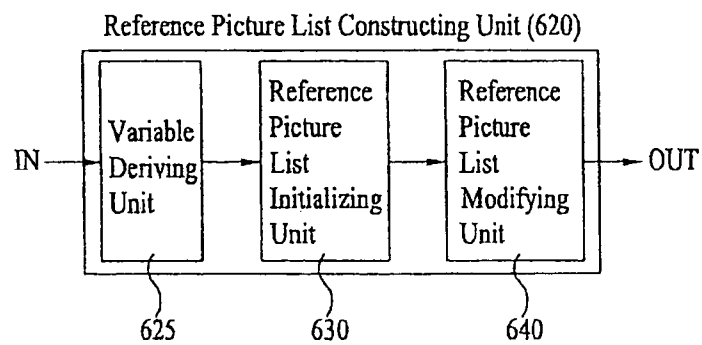 Reference Picture List Constructing Unit (620)
IN
Variable
Deriving
Unit
Reference
Picture
List
Initializing
Unit
Reference
Picture
List
Modifying
Unit
OUT
625
630
640